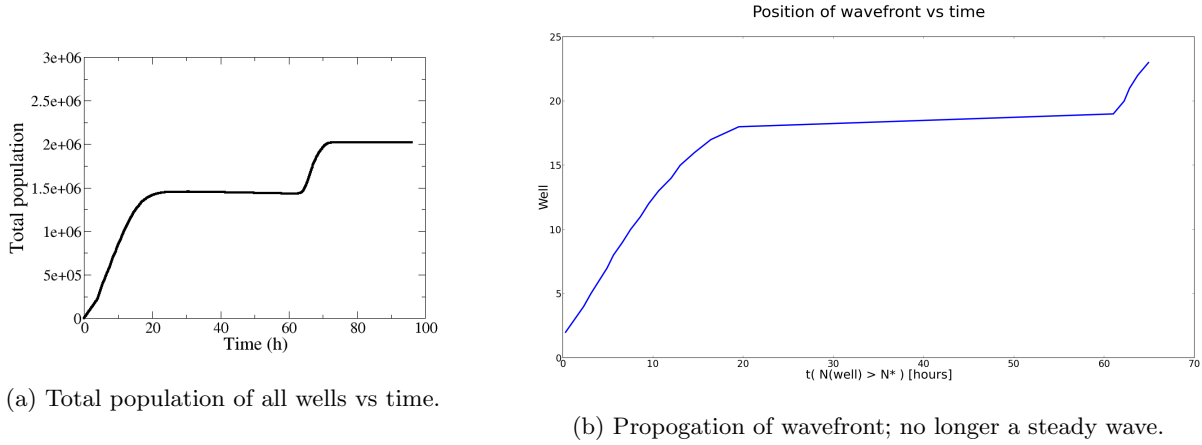 Position of wavefront vs time
3e+06
2.5e+06
2e+06
1.5e+06
1e+06
5e+05
0
Total population
0 20 40 60 80 100
Time (h)
25
20
15
10
5
0
Well
0 10 20 30 40 50 60 70
t( N(well) > N* ) [hours]
(a) Total population of all wells vs time.
(b) Propogation of wavefront; no longer a steady wave.